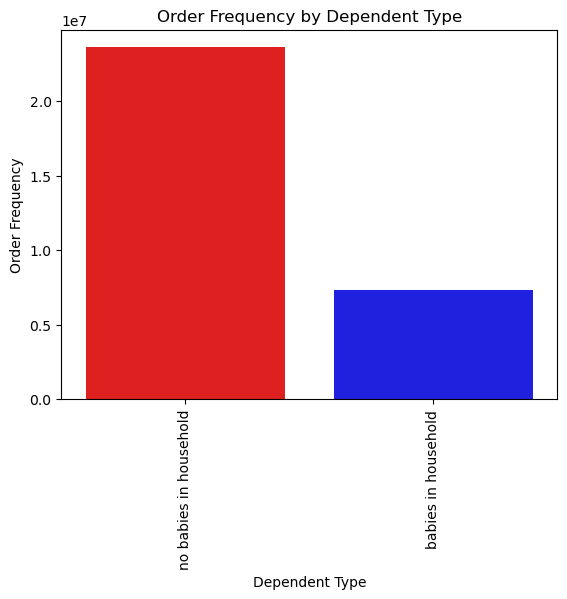 Order Frequency by Dependent Type
1e7
2.0
1.5
1.0
0.5
0.0
Order Frequency
no babies in household
babies in household
Dependent Type